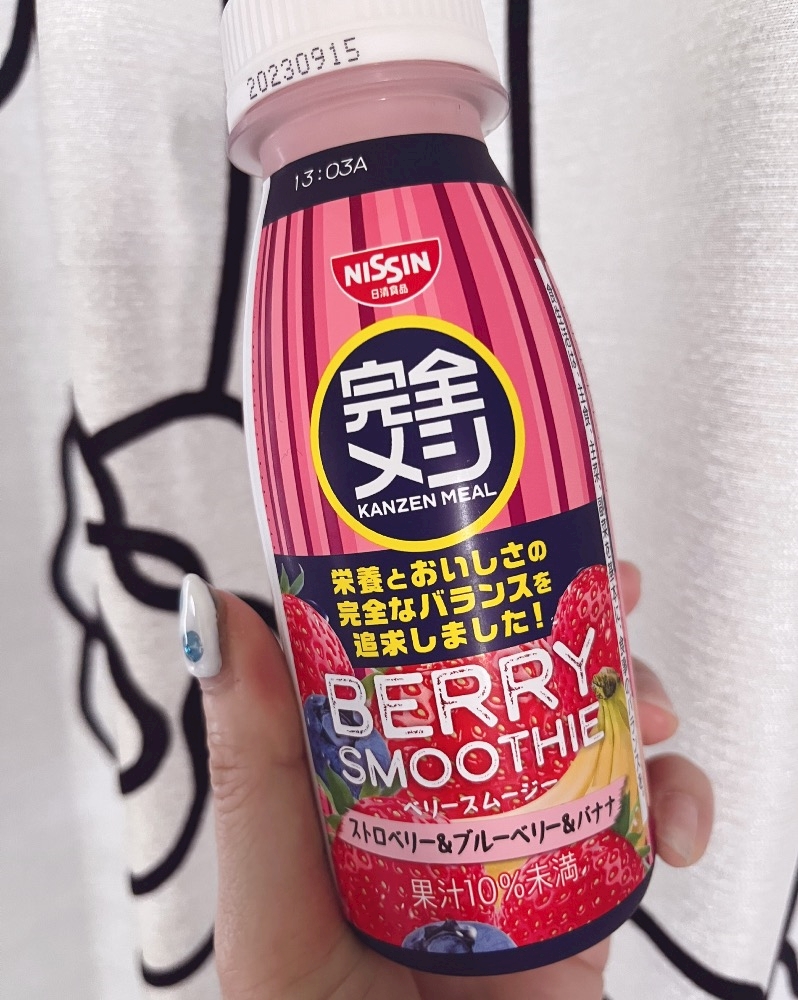 20230915
13:03A
NISSIN
日清食品
完全
メシ
KANZEN MEAL
栄養とおいしさの
完全なバランスを
追求しました!
BERRY
SMOOTHIE
ベリースムージー
ストロベリー&ブルーベリー&バナナ
果汁10%未満